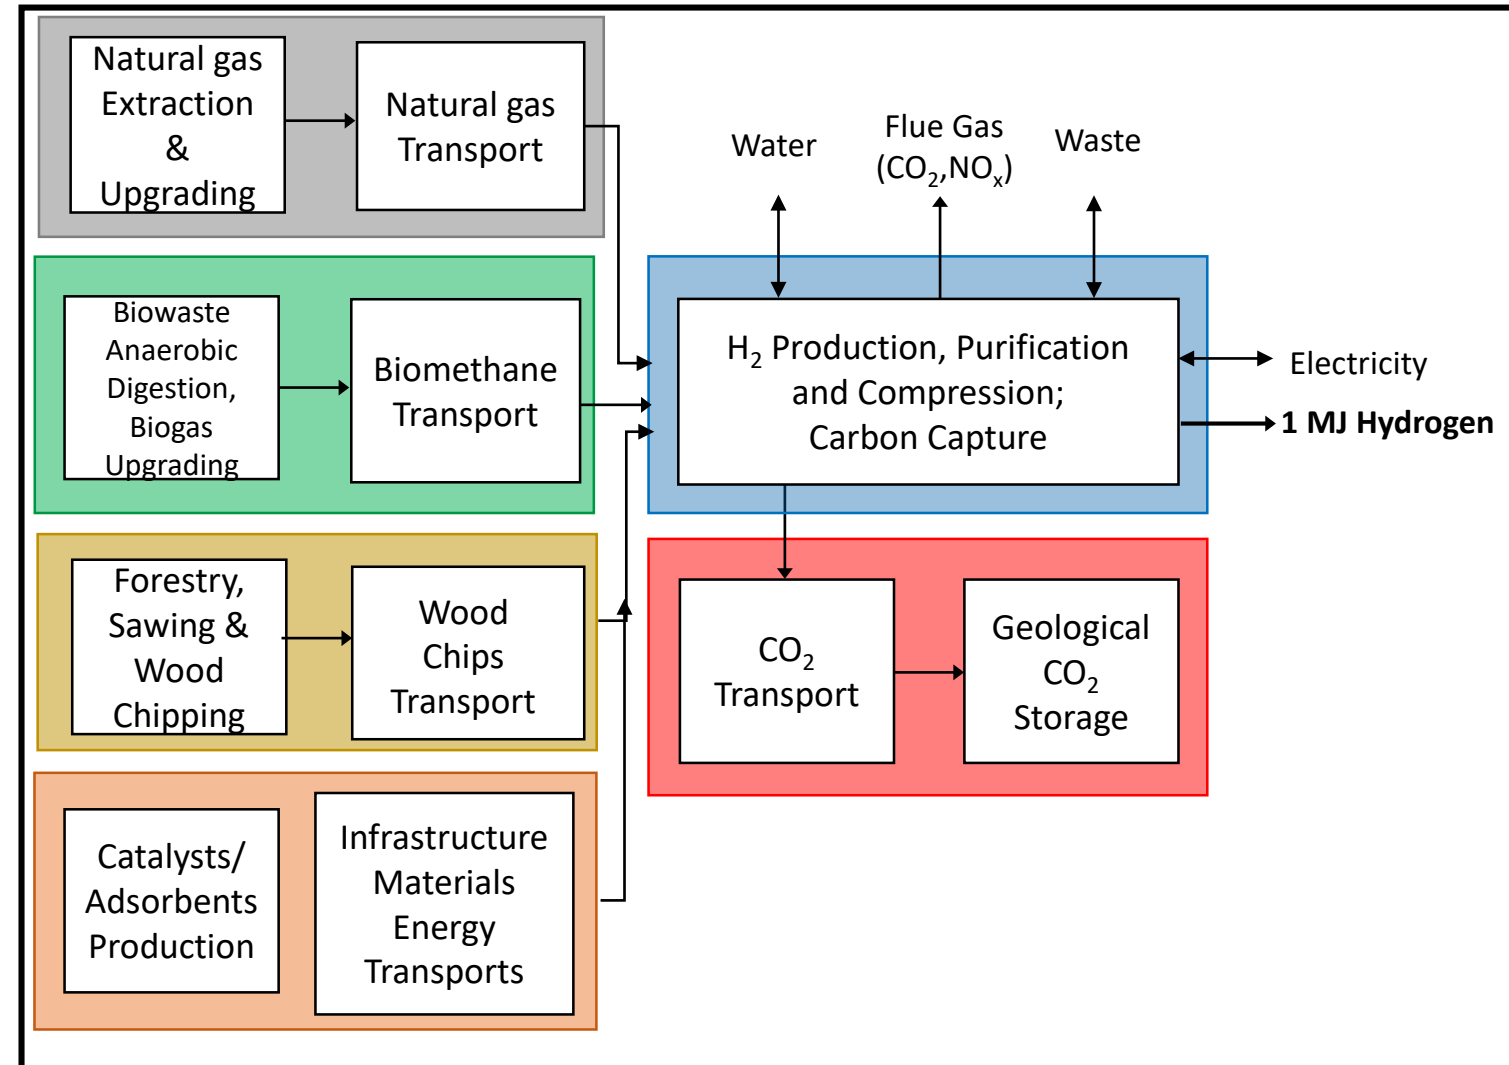 Natural gas
Extraction
&
Upgrading
Natural gas
Transport
Water
Flue Gas
(CO₂,NOₓ)
Waste
Biowaste
Anaerobic
Digestion,
Biogas
Upgrading
Biomethane
Transport
H₂ Production, Purification
and Compression;
Carbon Capture
Electricity
1 MJ Hydrogen
Forestry,
Sawing &
Wood
Chipping
Wood
Chips
Transport
CO₂
Transport
Geological
CO₂
Storage
Catalysts/
Adsorbents
Production
Infrastructure
Materials
Energy
Transports